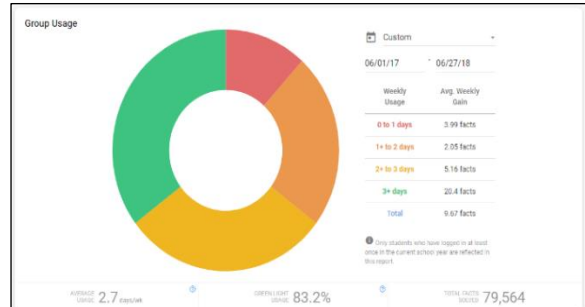 Group Usage
Custom
06/01/17 - 06/27/18
Weekly Usage Avg. Weekly Gain
0 to 1 days 3.99 facts
1+ to 2 days 2.05 facts
2+ to 3 days 5.16 facts
3+ days 20.4 facts
Total 9.67 facts
Only students who have logged in at least
once in the current school year are reflected in
this report.
AVERAGE USAGE 2.7 days/wk
GREEN LIGHT USAGE 83.2%
TOTAL FACTS SOLVED 79,564